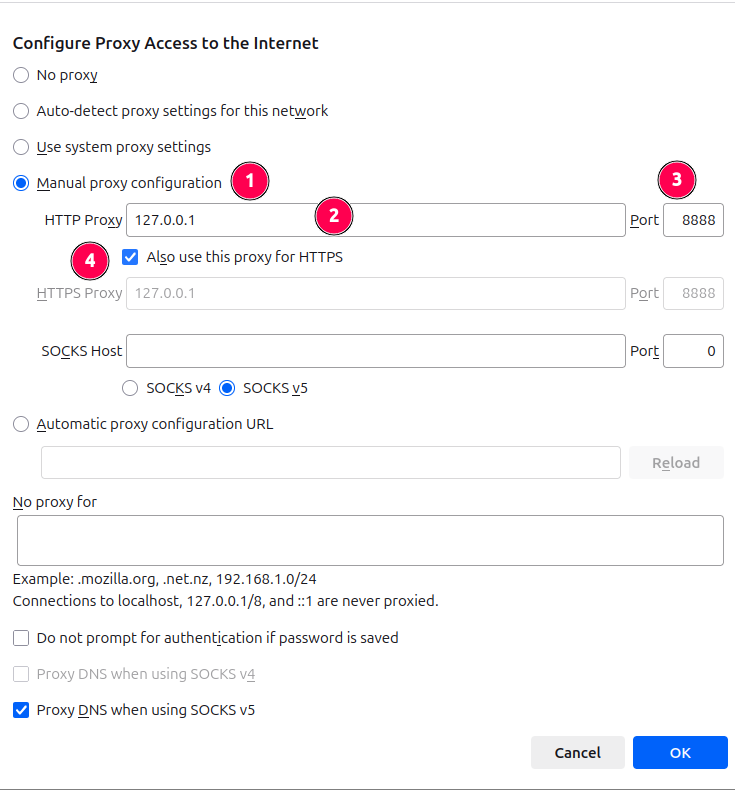 Configure Proxy Access to the Internet
No proxy
Auto-detect proxy settings for this network
Use system proxy settings
Manual proxy configuration 1 3
HTTP Proxy 127.0.0.1 2 Port 8888
4 Also use this proxy for HTTPS
HTTPS Proxy 127.0.0.1 Port 8888
SOCKS Host Port 0
SOCKS v4 SOCKS v5
Automatic proxy configuration URL
Reload
No proxy for
Example: .mozilla.org, .net.nz, 192.168.1.0/24
Connections to localhost, 127.0.0.1/8, and ::1 are never proxied.
Do not prompt for authentication if password is saved
Proxy DNS when using SOCKS v4
Proxy DNS when using SOCKS v5
Cancel OK